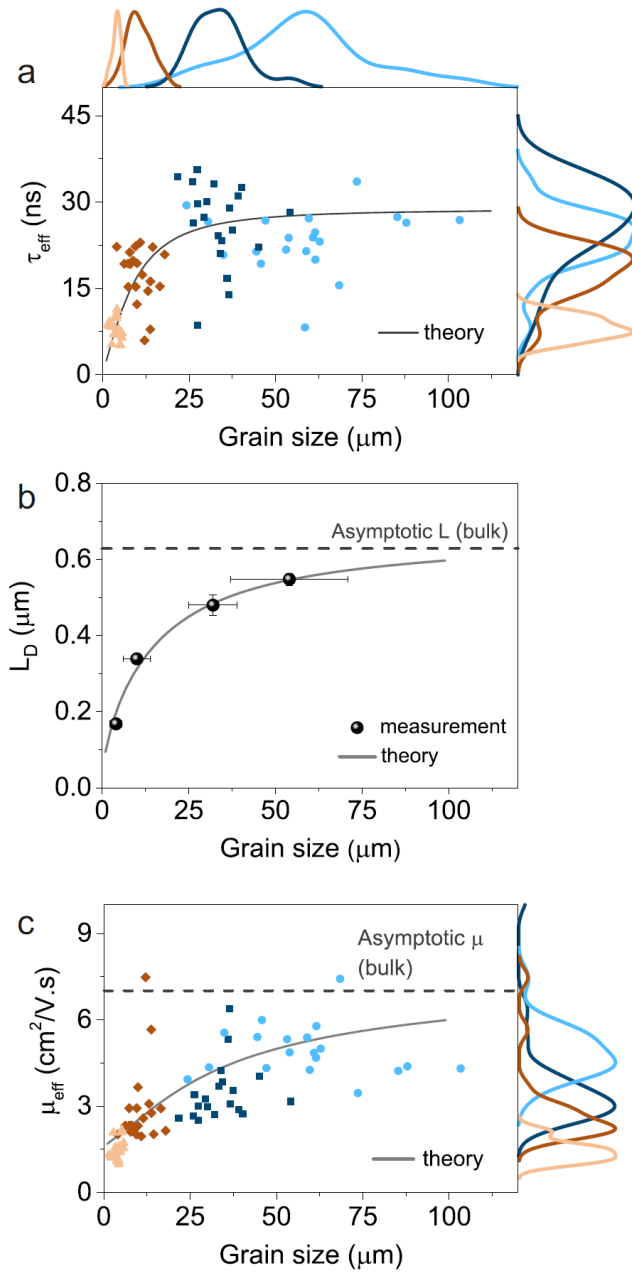 a
45
30
15
0
τeff (ns)
theory
0 25 50 75 100
Grain size (μm)
b
0.8
0.6
0.4
0.2
0.0
LD (μm)
Asymptotic L (bulk)
measurement
theory
0 25 50 75 100
Grain size (μm)
c
9
6
3
0
μeff (cm²/V.s)
Asymptotic μ
(bulk)
theory
0 25 50 75 100
Grain size (μm)